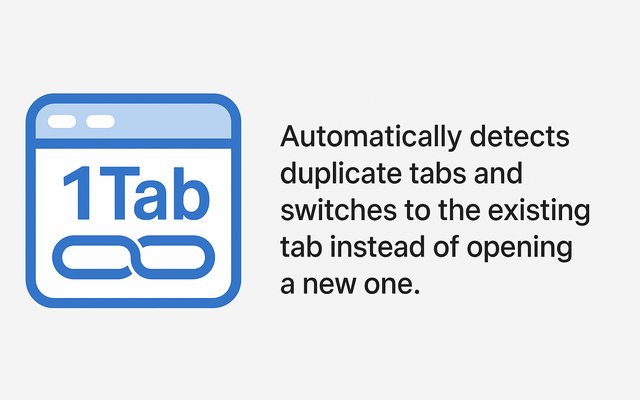 1Tab
Automatically detects
duplicate tabs and
switches to the existing
tab instead of opening
a new one.